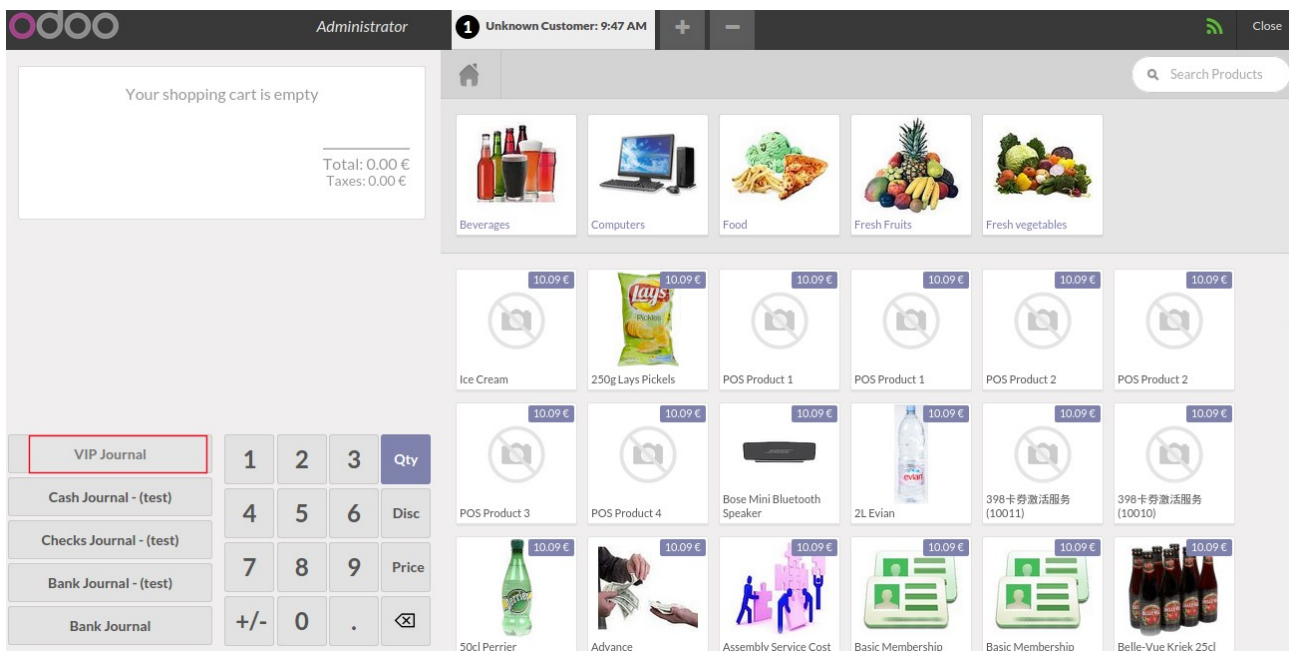 odoo
Administrator
1 Unknown Customer: 9:47 AM
+
−
Close
Your shopping cart is empty
Total: 0.00 €
Taxes: 0.00 €
Search Products
Beverages
Computers
Food
Fresh Fruits
Fresh vegetables
10.09 €
Ice Cream
10.09 €
Lays
Pickles
250g Lays Pickels
10.09 €
POS Product 1
10.09 €
POS Product 1
10.09 €
POS Product 2
10.09 €
POS Product 2
10.09 €
POS Product 3
10.09 €
POS Product 4
10.09 €
Bose Mini Bluetooth
Speaker
10.09 €
evian
2L Evian
10.09 €
398卡券激活服务
(10011)
10.09 €
398卡券激活服务
(10010)
10.09 €
perrier
50cl Perrier
10.09 €
Advance
10.09 €
Assembly Service Cost
10.09 €
Basic Membership
10.09 €
Basic Membership
10.09 €
Belle-Vue Kriek 25cl
VIP Journal
Cash Journal - (test)
Checks Journal - (test)
Bank Journal - (test)
Bank Journal
1 2 3 Qty
4 5 6 Disc
7 8 9 Price
+/- 0 .